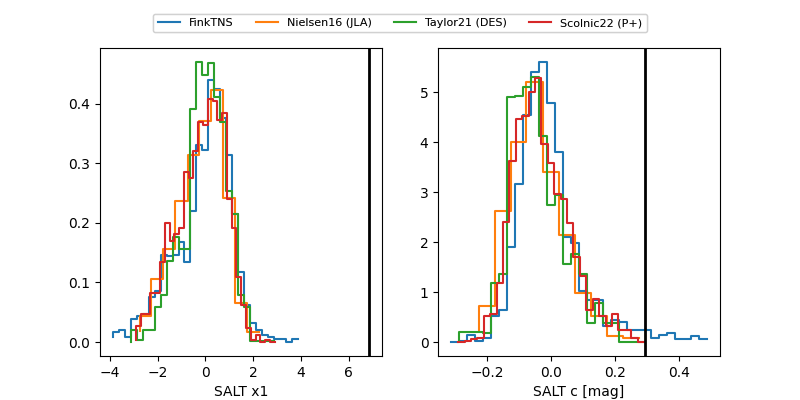 FinkTNS Nielsen16 (JLA) Taylor21 (DES) Scolnic22 (P+)
0.4
0.3
0.2
0.1
0.0
−4 −2 0 2 4 6
SALT x1
5
4
3
2
1
0
−0.2 0.0 0.2 0.4
SALT c [mag]